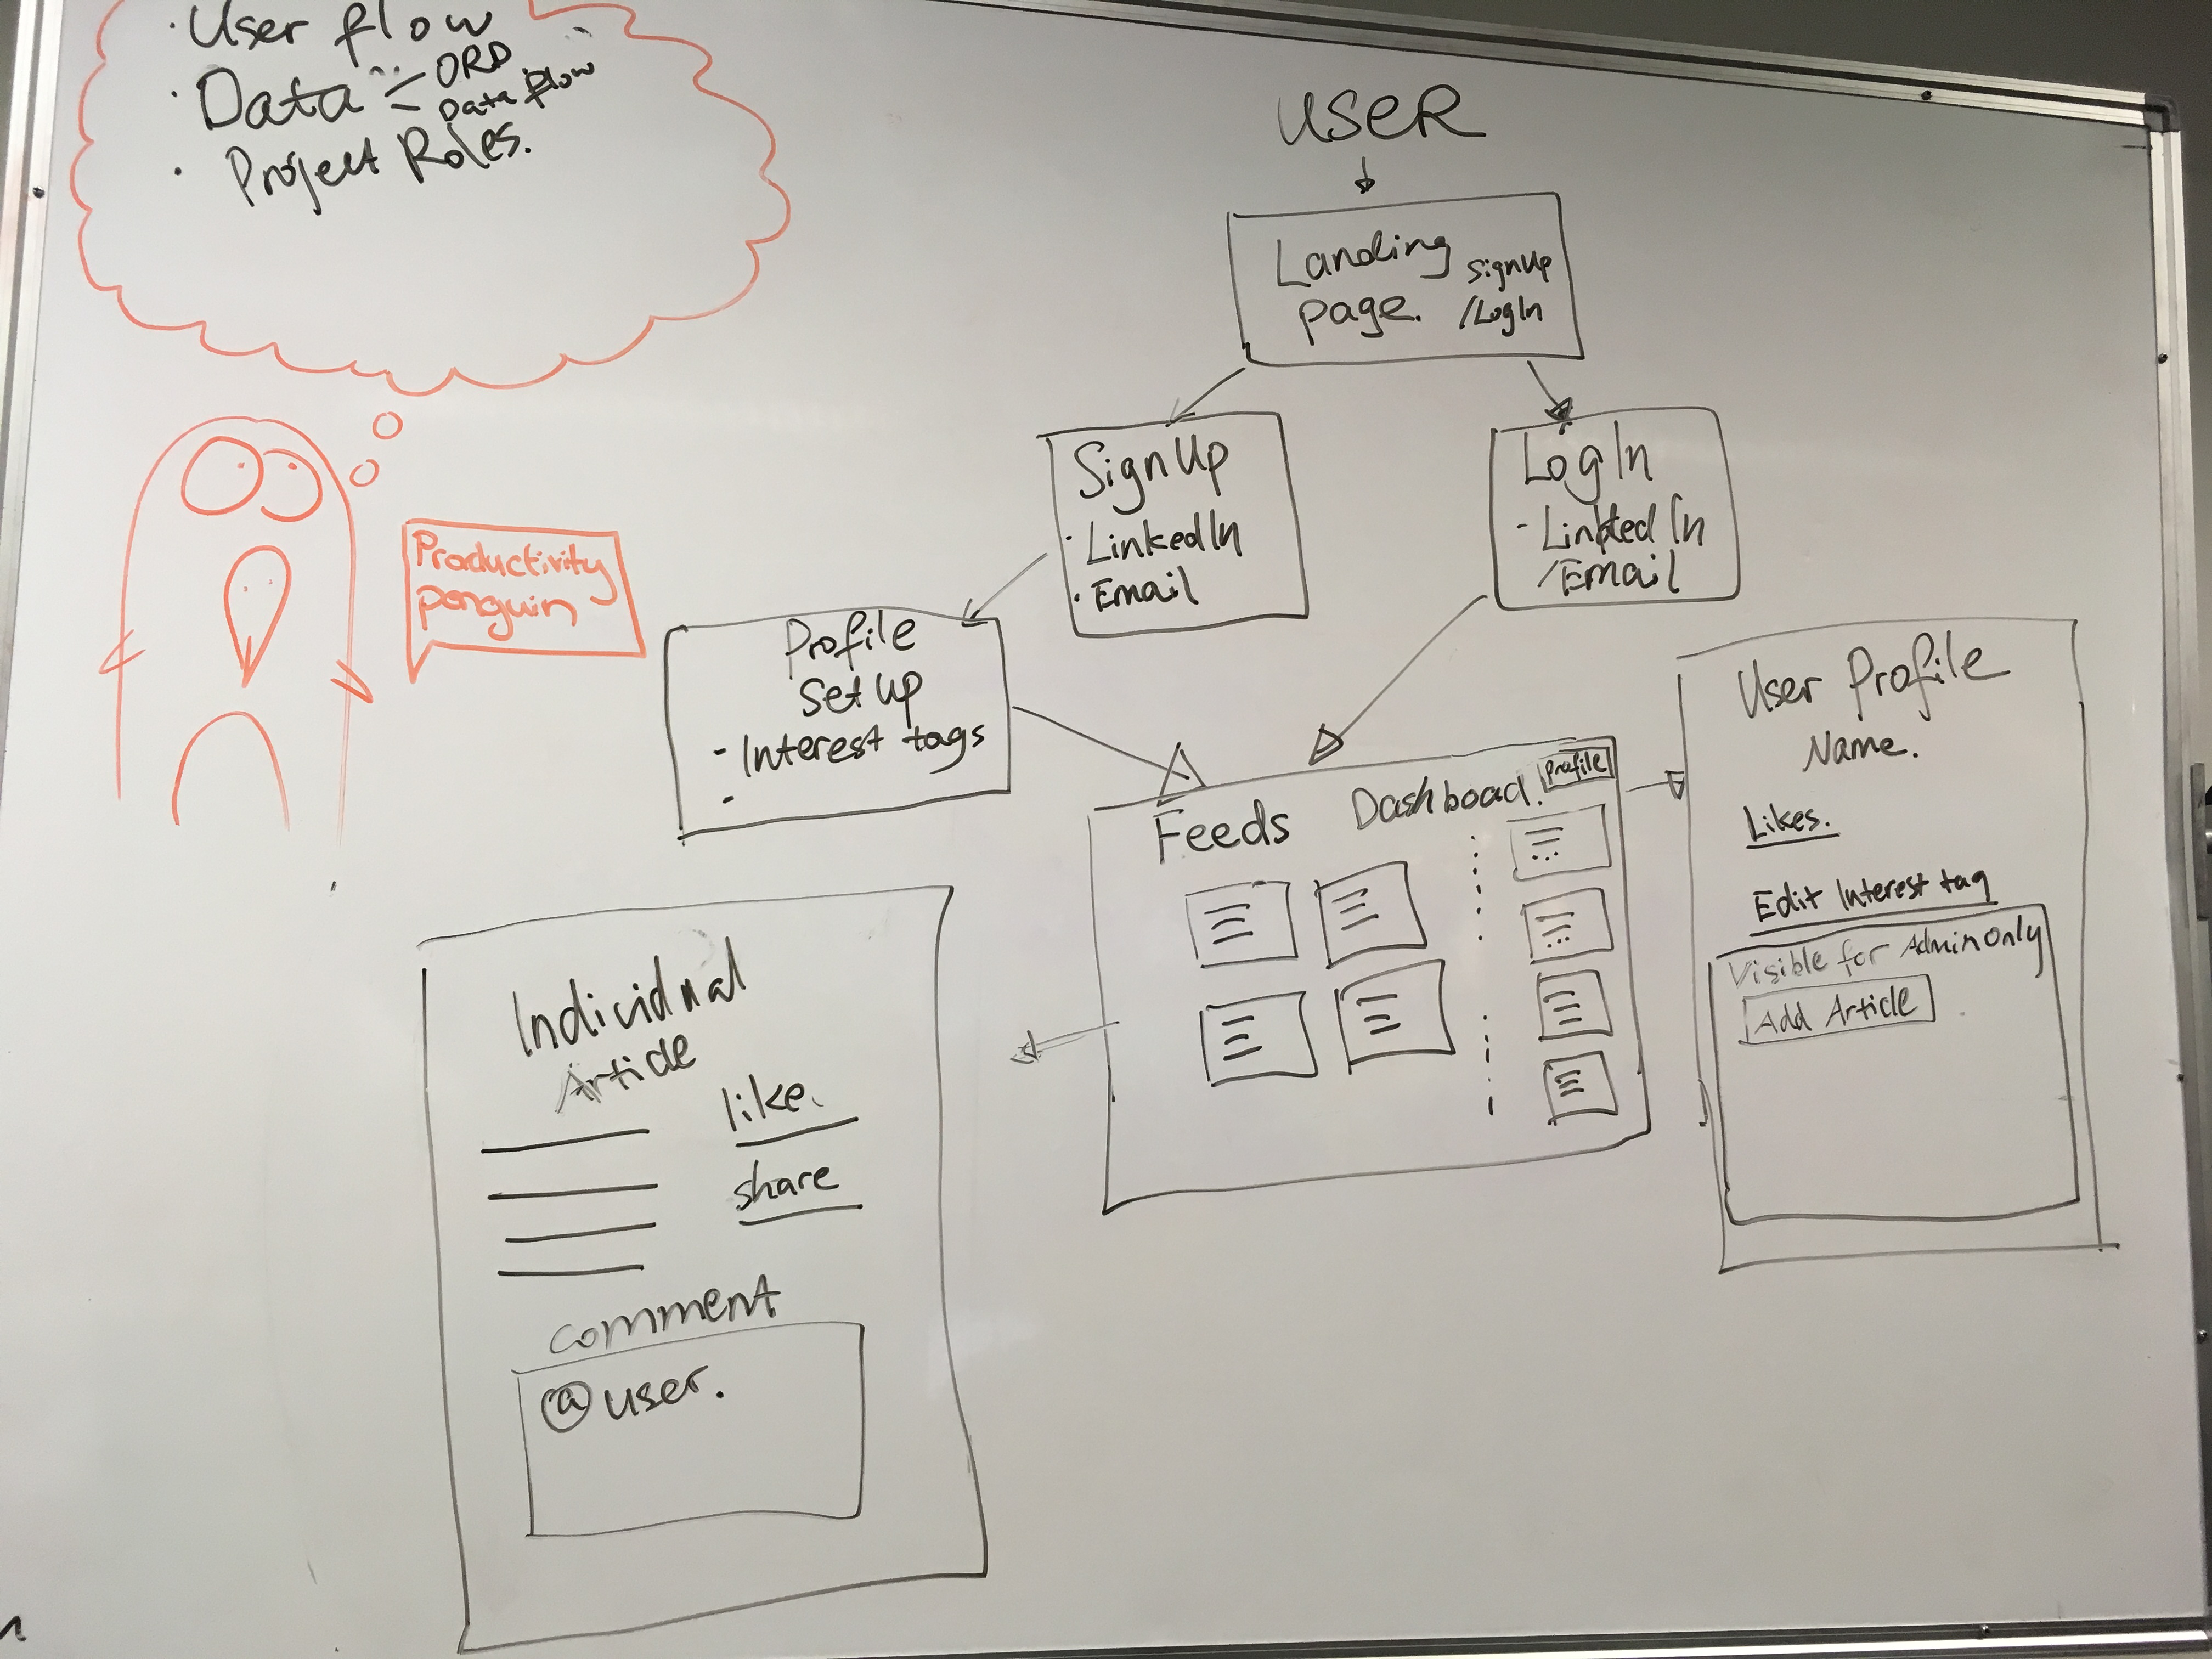 · User flow
· Data - ORD
- Data flow
· Project Roles.
Productivity
penguin
USER
Landing
page.
SignUp
/LogIn
SignUp
· LinkedIn
· Email
LogIn
- LinktedIn
/Email
Profile
Set up
- Interest tags
-
Feeds
Dashboad.
Profile
User Profile
Name.
Likes.
Edit Interest tag
Visible for Admin Only
Add Article
Individual
Article
like.
share
comment
@user.